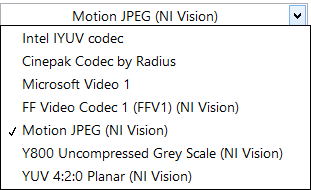 Motion JPEG (NI Vision)
Intel IYUV codec
Cinepak Codec by Radius
Microsoft Video 1
FF Video Codec 1 (FFV1) (NI Vision)
✓ Motion JPEG (NI Vision)
Y800 Uncompressed Grey Scale (NI Vision)
YUV 4:2:0 Planar (NI Vision)